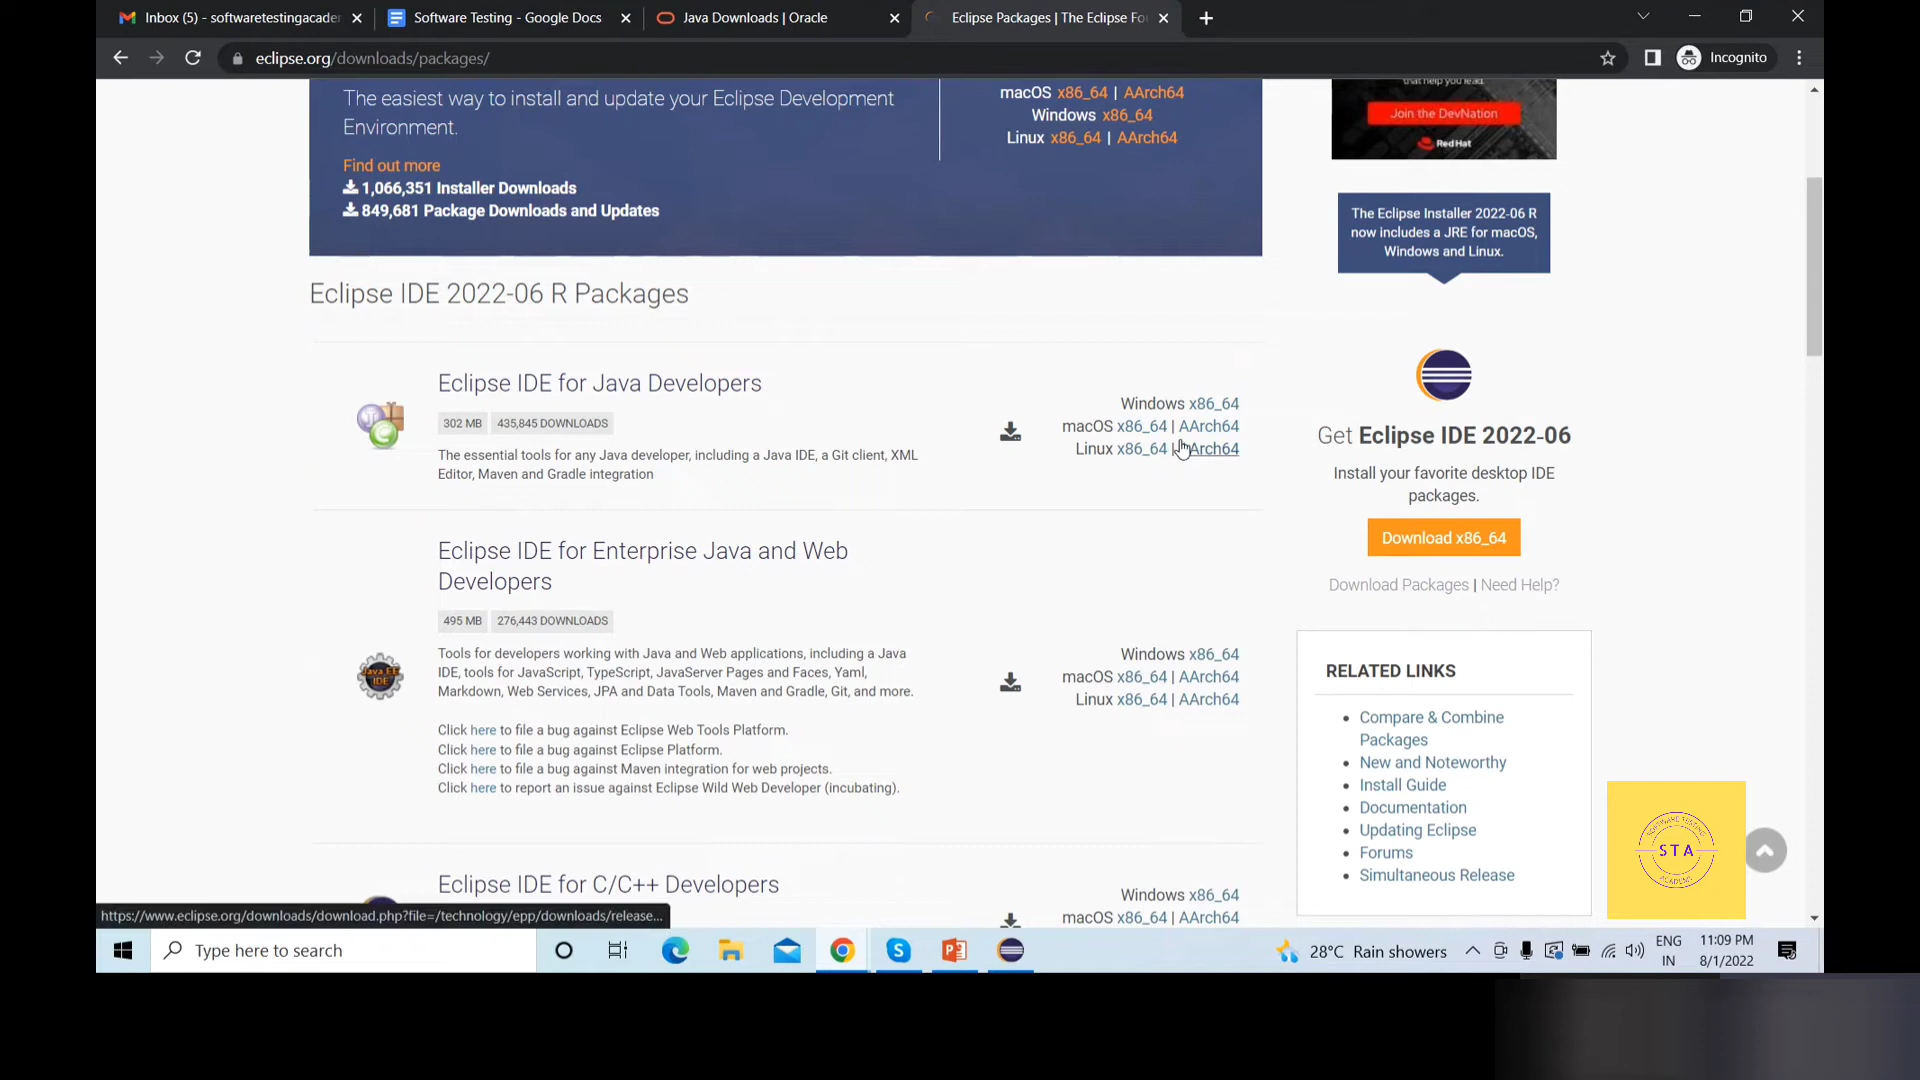 Inbox (5) - softwaretestingacader
Software Testing - Google Docs
Java Downloads | Oracle
Eclipse Packages | The Eclipse Fo
eclipse.org/downloads/packages/
Incognito
The easiest way to install and update your Eclipse Development
Environment.
Find out more
1,066,351 Installer Downloads
849,681 Package Downloads and Updates
macOS x86_64 | AArch64
Windows x86_64
Linux x86_64 | AArch64
that help you lead.
Join the DevNation
Red Hat
The Eclipse Installer 2022-06 R
now includes a JRE for macOS,
Windows and Linux.
Eclipse IDE 2022-06 R Packages
Eclipse IDE for Java Developers
302 MB 435,845 DOWNLOADS
The essential tools for any Java developer, including a Java IDE, a Git client, XML
Editor, Maven and Gradle integration
Windows x86_64
macOS x86_64 | AArch64
Linux x86_64 | AArch64
Get Eclipse IDE 2022-06
Install your favorite desktop IDE
packages.
Download x86_64
Download Packages | Need Help?
Eclipse IDE for Enterprise Java and Web
Developers
495 MB 276,443 DOWNLOADS
Tools for developers working with Java and Web applications, including a Java
IDE, tools for JavaScript, TypeScript, JavaServer Pages and Faces, Yaml,
Markdown, Web Services, JPA and Data Tools, Maven and Gradle, Git, and more.
Click here to file a bug against Eclipse Web Tools Platform.
Click here to file a bug against Eclipse Platform.
Click here to file a bug against Maven integration for web projects.
Click here to report an issue against Eclipse Wild Web Developer (incubating).
Java EE
IDE
Windows x86_64
macOS x86_64 | AArch64
Linux x86_64 | AArch64
RELATED LINKS
Compare & Combine
Packages
New and Noteworthy
Install Guide
Documentation
Updating Eclipse
Forums
Simultaneous Release
SOFTWARE TESTING
STA
ACADEMY
Eclipse IDE for C/C++ Developers
Windows x86_64
macOS x86_64 | AArch64
https://www.eclipse.org/downloads/download.php?file=/technology/epp/downloads/release...
Type here to search
28°C Rain showers
ENG
IN
11:09 PM
8/1/2022